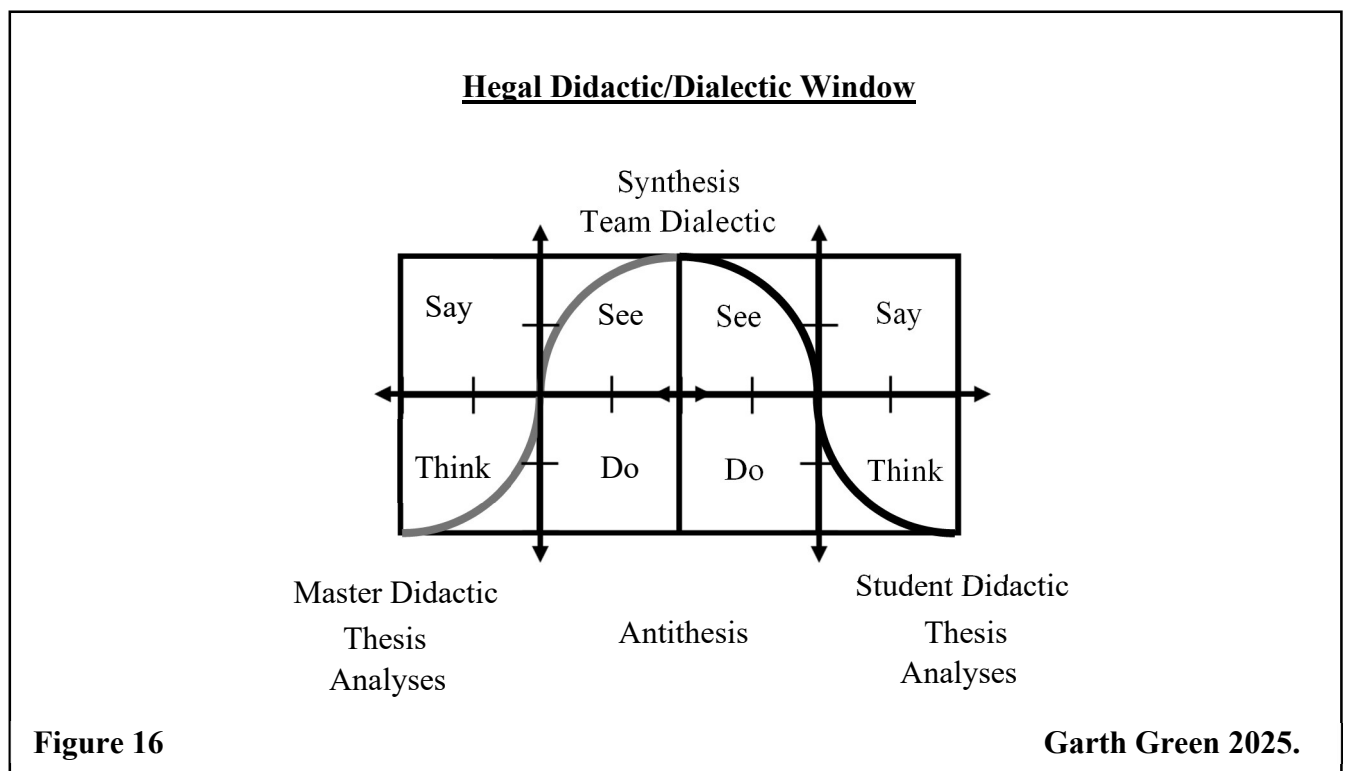 Hegal Didactic/Dialectic Window
Synthesis
Team Dialectic
Say See See Say
Think Do Do Think
Master Didactic
Thesis
Analyses
Antithesis
Student Didactic
Thesis
Analyses
Figure 16
Garth Green 2025.